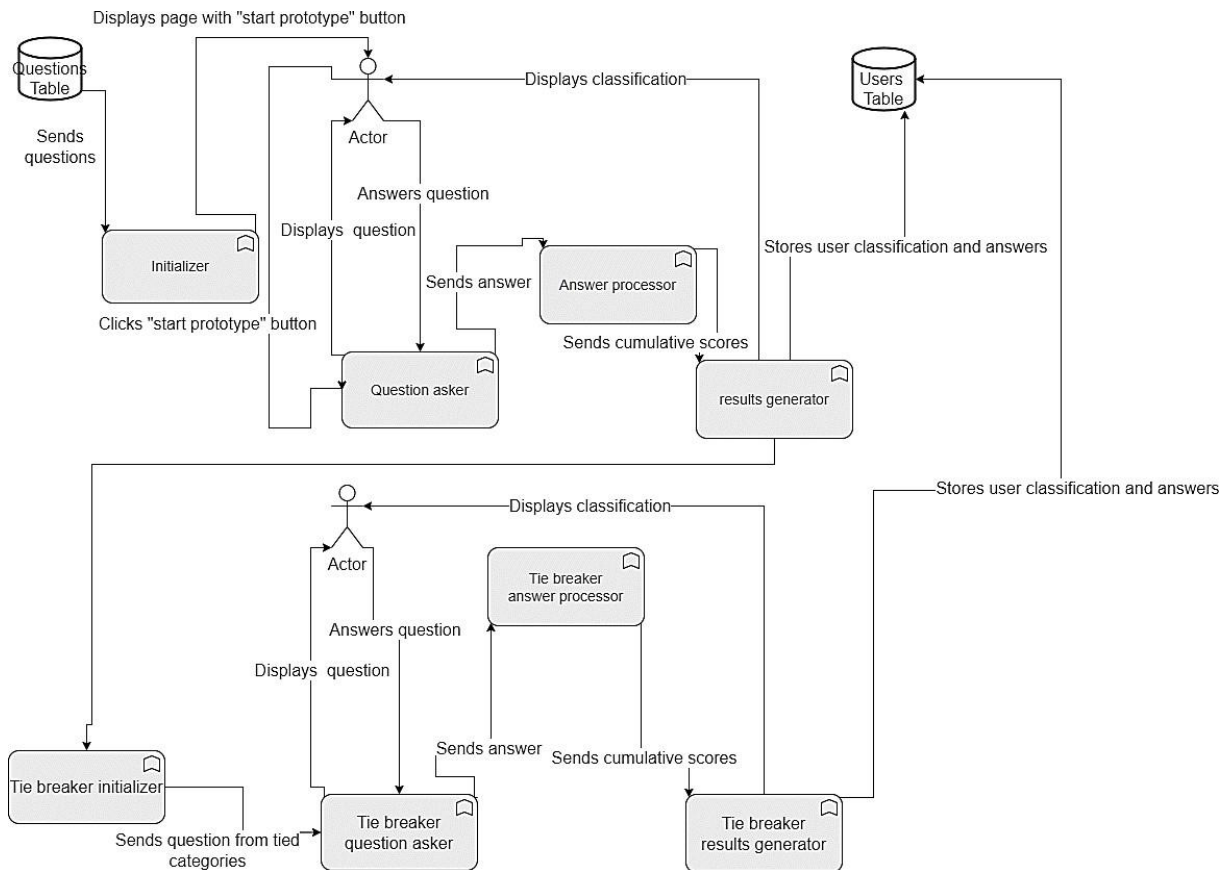 Displays page with "start prototype" button
Questions
Table
Displays classification
Users
Table
Sends
questions
Actor
Answers question
Displays question
Stores user classification and answers
Initializer
Sends answer
Answer processor
Clicks "start prototype" button
Sends cumulative scores
Question asker
results generator
Stores user classification and answers
Displays classification
Actor
Tie breaker
answer processor
Answers question
Displays question
Sends answer
Sends cumulative scores
Tie breaker initializer
Sends question from tied
categories
Tie breaker
question asker
Tie breaker
results generator